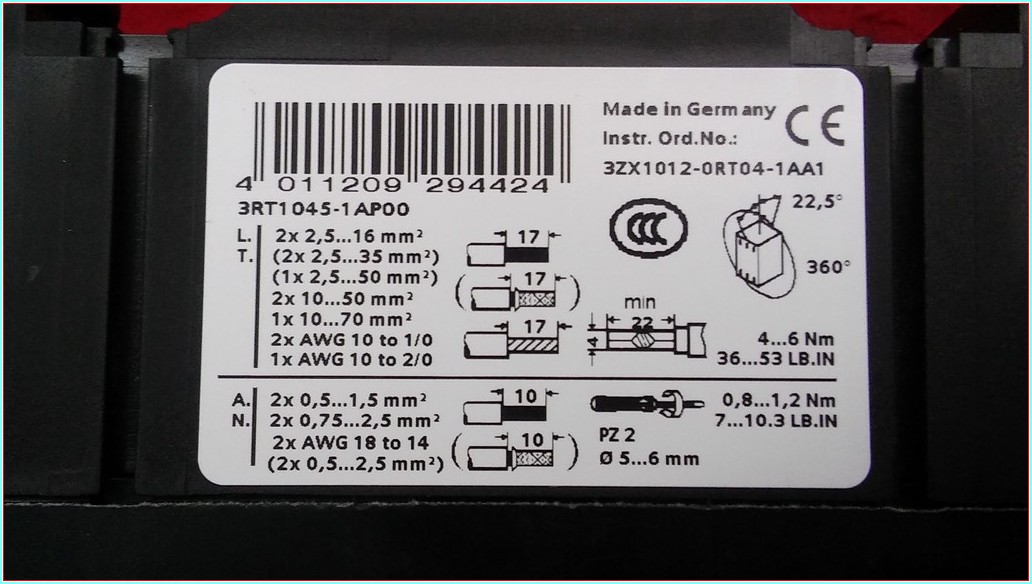 Made in Germany CE
Instr. Ord.No.:
3ZX1012-0RT04-1AA1
4 011209 294424
3RT1045-1AP00
CCC
22,5°
360°
L. 2x 2,5...16 mm²
T. (2x 2,5...35 mm²)
(1x 2,5...50 mm²)
2x 10...50 mm²
1x 10...70 mm²
2x AWG 10 to 1/0
1x AWG 10 to 2/0
17
( 17 )
17
min
22
4
4...6 Nm
36...53 LB.IN
A. 2x 0,5...1,5 mm²
N. 2x 0,75...2,5 mm²
2x AWG 18 to 14
(2x 0,5...2,5 mm²)
10
( 10 )
0,8...1,2 Nm
7...10.3 LB.IN
PZ 2
Ø 5...6 mm